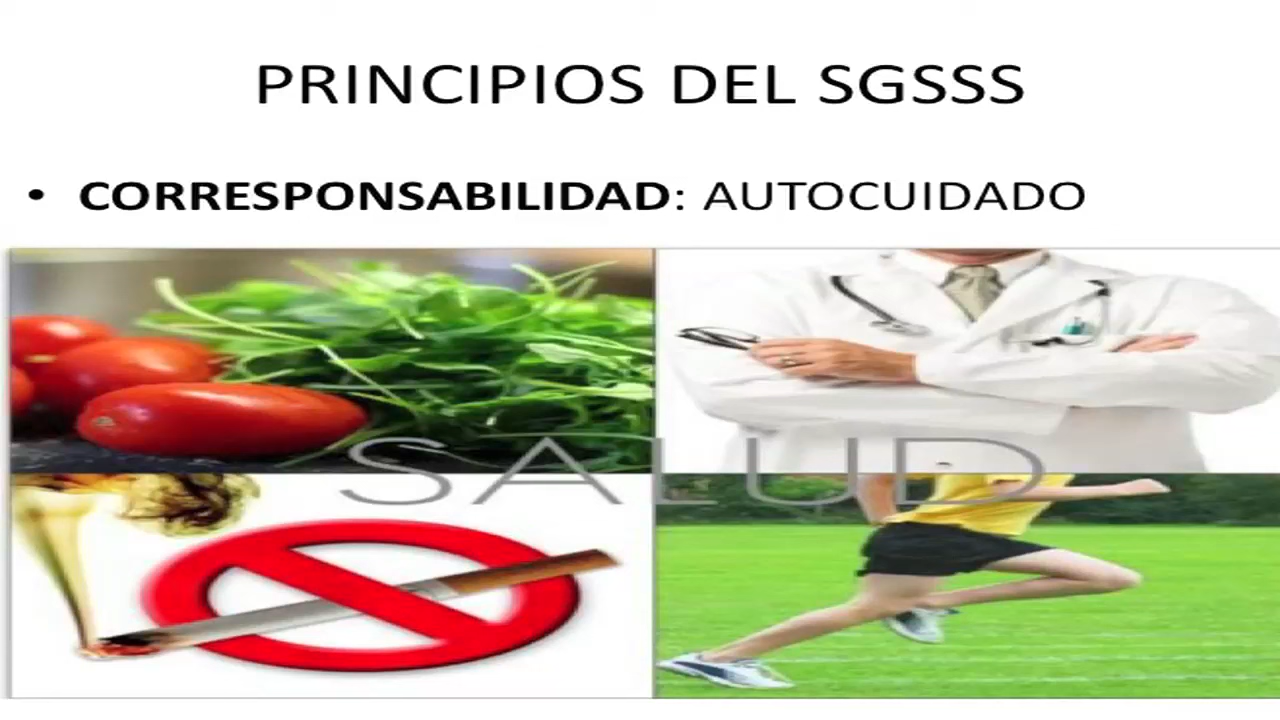 PRINCIPIOS DEL SGSSS
• CORRESPONSABILIDAD: AUTOCUIDADO
SALUD